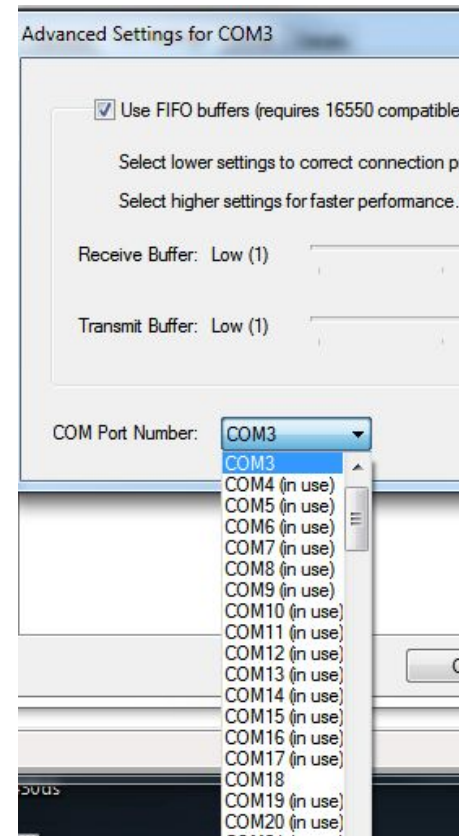 Advanced Settings for COM3
Use FIFO buffers (requires 16550 compatible
Select lower settings to correct connection p
Select higher settings for faster performance.
Receive Buffer: Low (1)
Transmit Buffer: Low (1)
COM Port Number: COM3
COM3
COM4 (in use)
COM5 (in use)
COM6 (in use)
COM7 (in use)
COM8 (in use)
COM9 (in use)
COM10 (in use)
COM11 (in use)
COM12 (in use)
COM13 (in use)
COM14 (in use)
COM15 (in use)
COM16 (in use)
COM17 (in use)
COM18
COM19 (in use)
COM20 (in use)